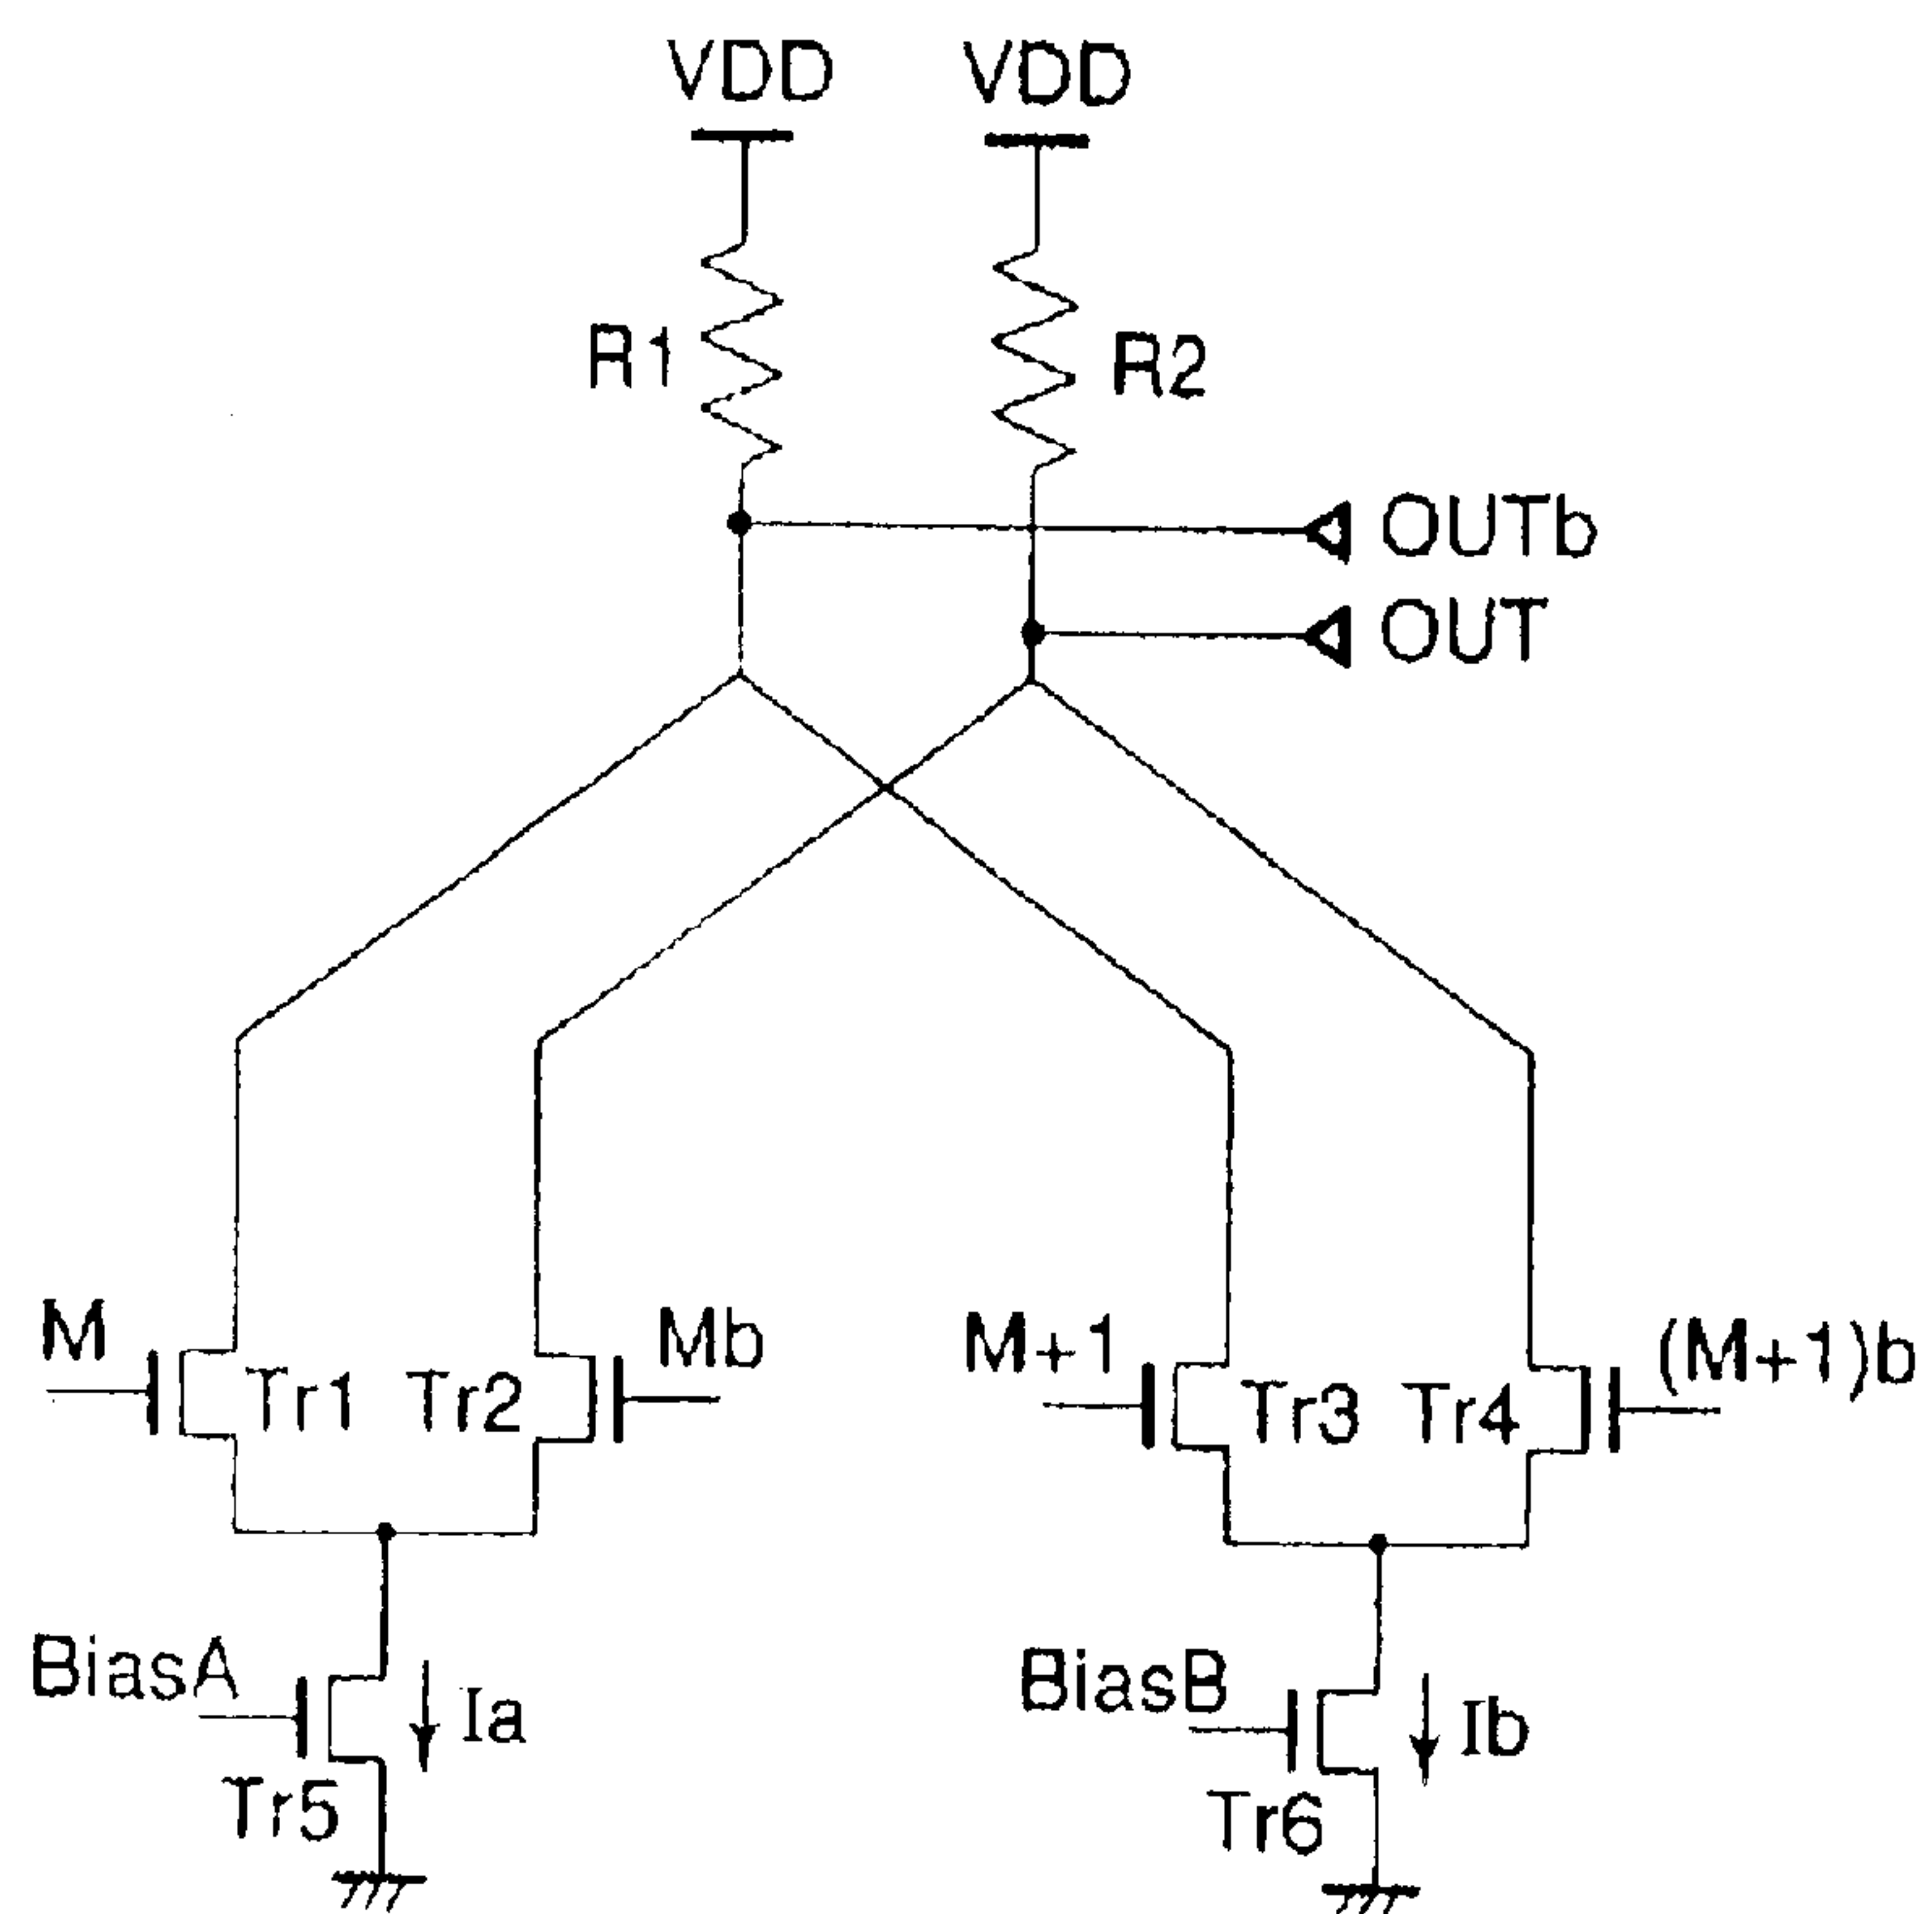 VDD VDD
R1 R2
OUTb
OUT
M Mb M+1 (M+1)b
Tr1 Tr2 Tr3 Tr4
BiasA Ia BiasB Ib
Tr5 Tr6